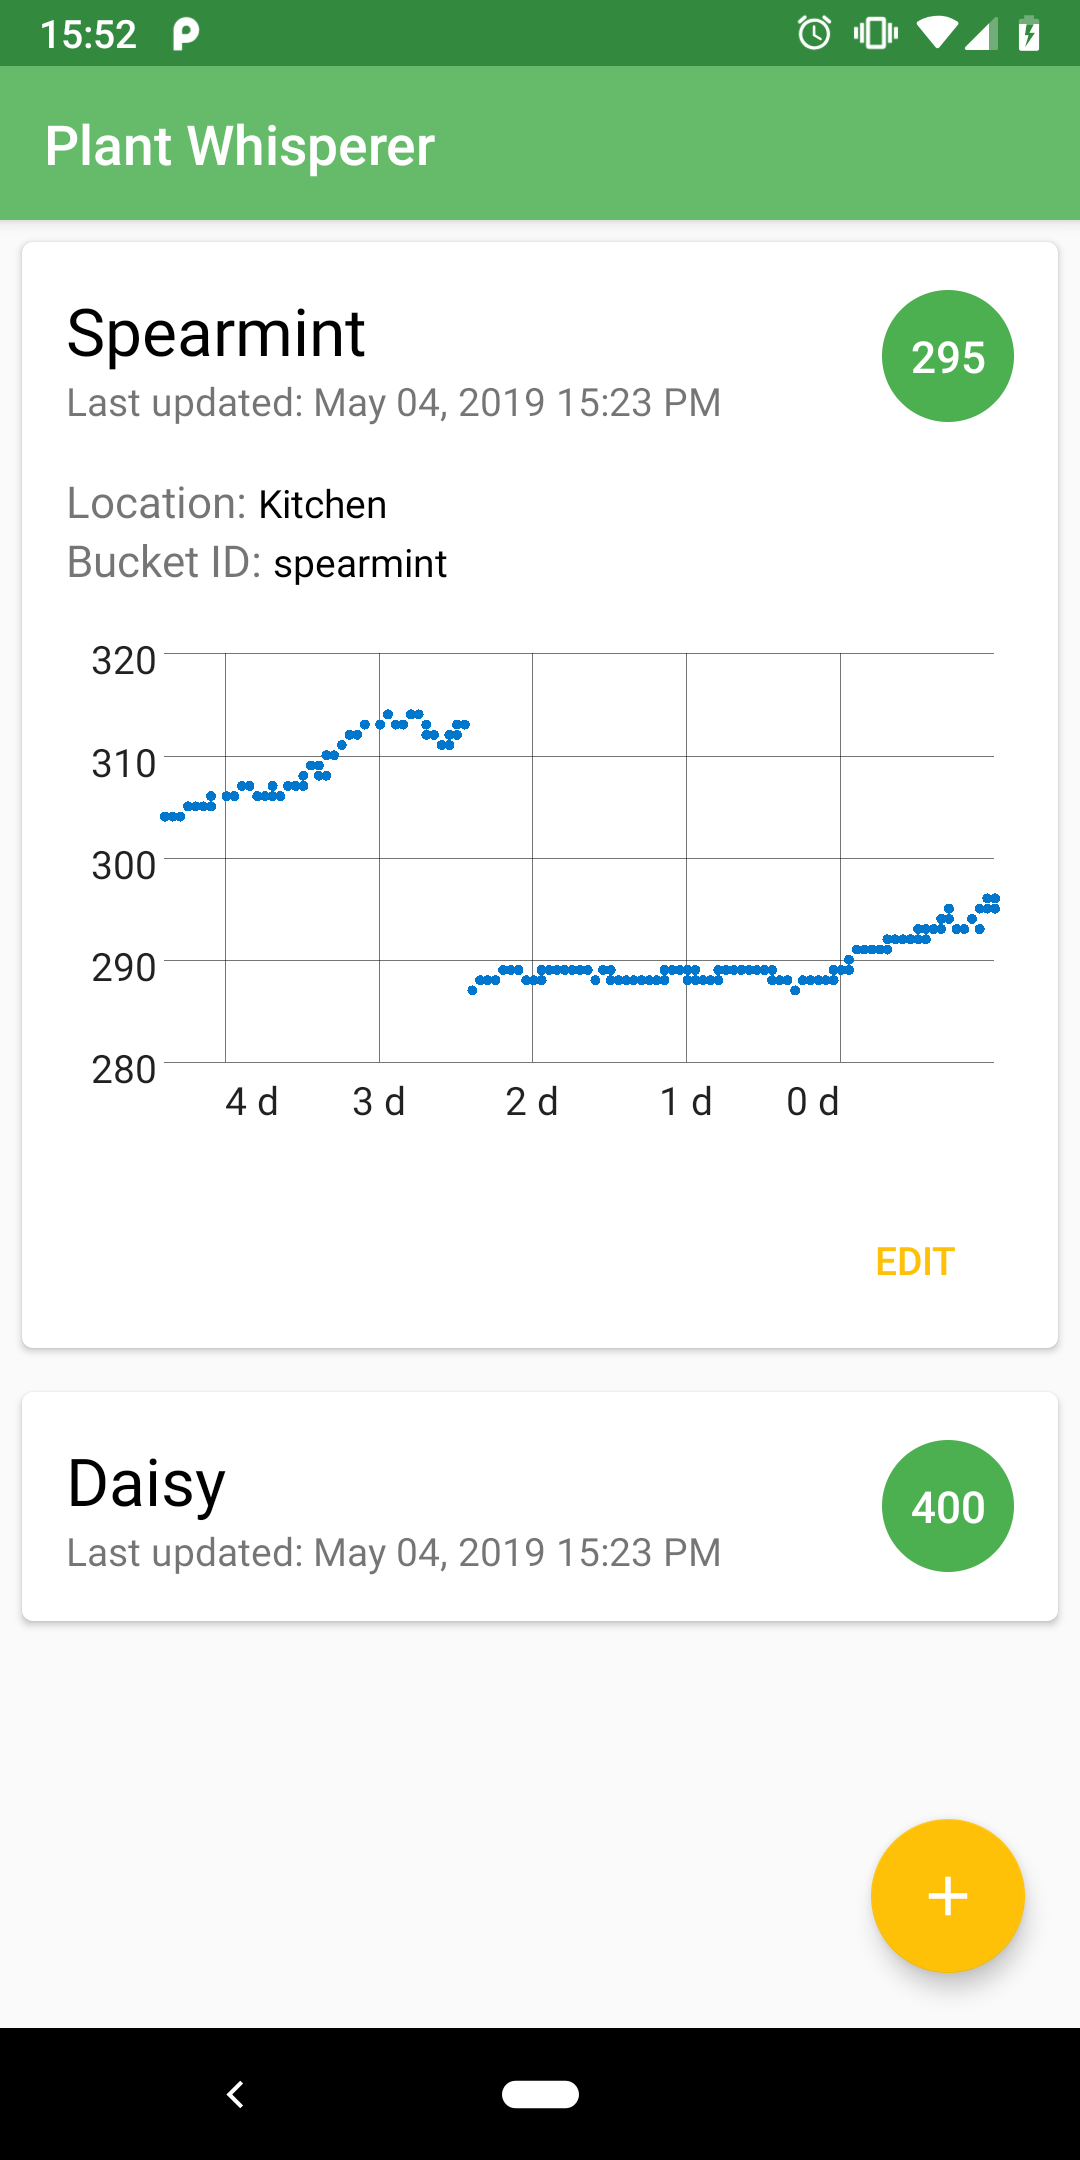 15:52
Plant Whisperer
Spearmint
295
Last updated: May 04, 2019 15:23 PM
Location: Kitchen
Bucket ID: spearmint
320
310
300
290
280
4 d 3 d 2 d 1 d 0 d
EDIT
Daisy
400
Last updated: May 04, 2019 15:23 PM
+